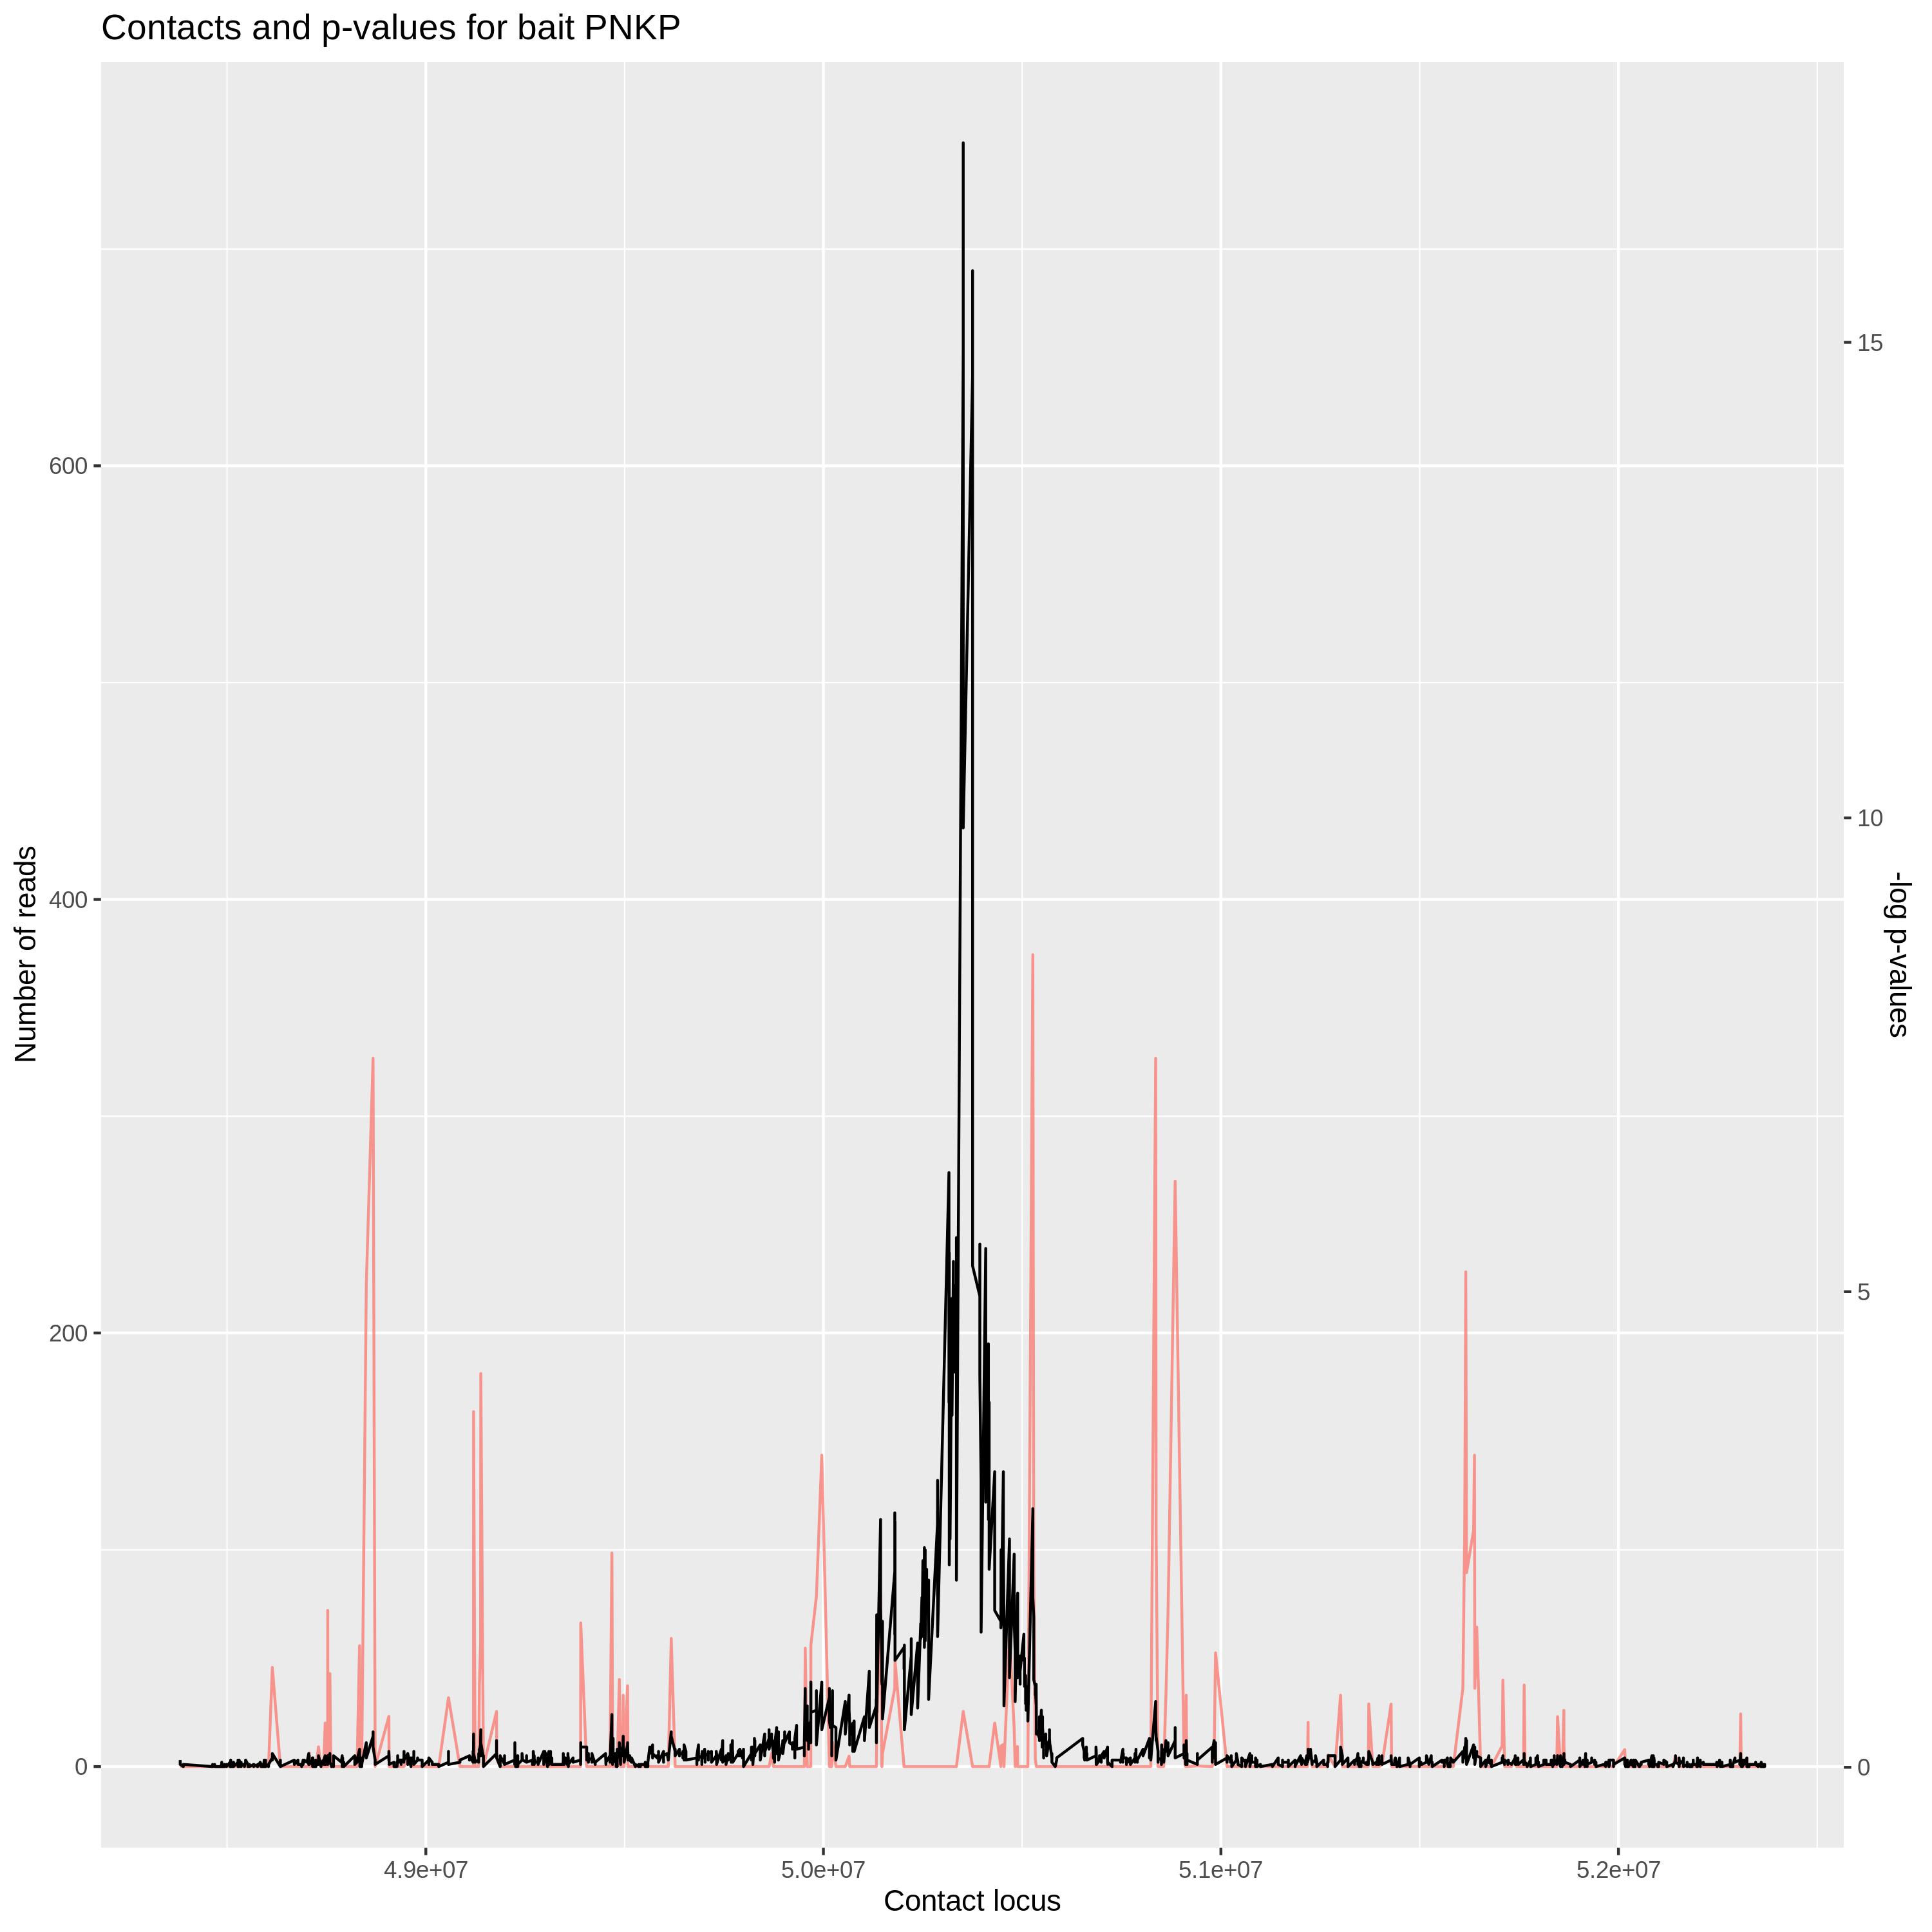 Contacts and p-values for bait PNKP
Number of reads
600
400
200
0
15
10
5
0
-log p-values
4.9e+07
5.0e+07
5.1e+07
5.2e+07
Contact locus